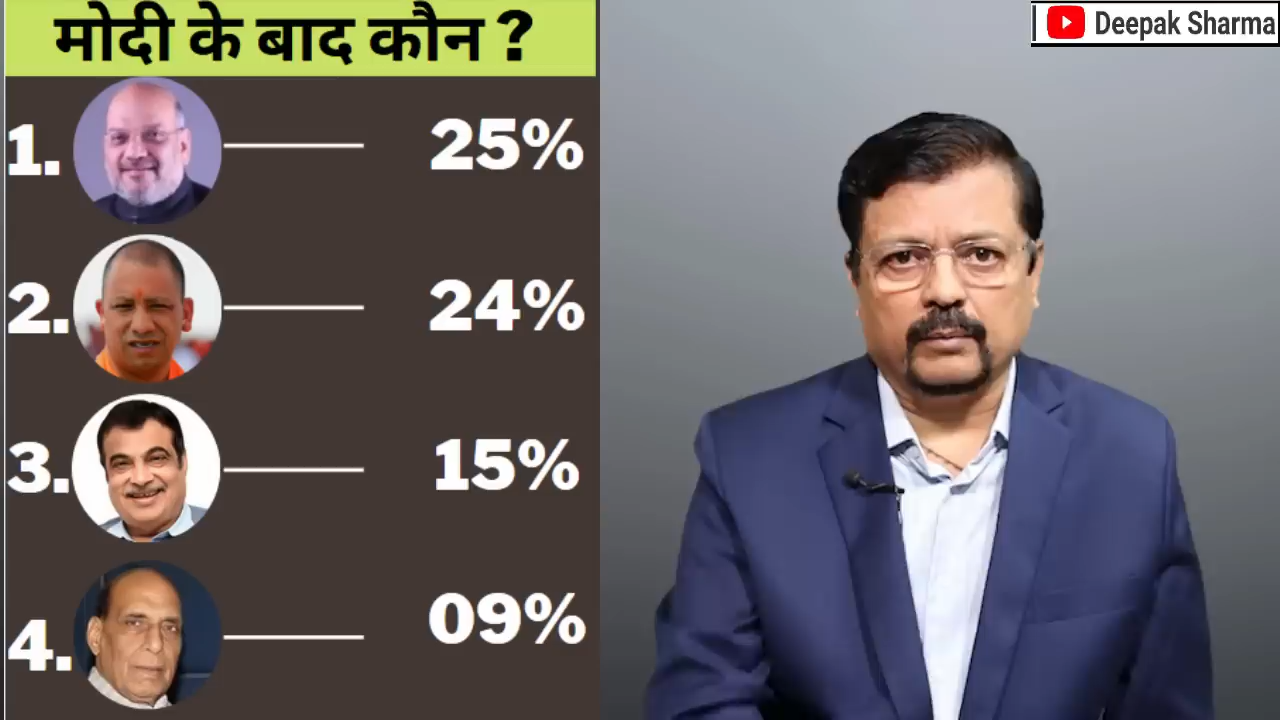 मोदी के बाद कौन ?
Deepak Sharma
1. 25%
2. 24%
3. 15%
4. 09%